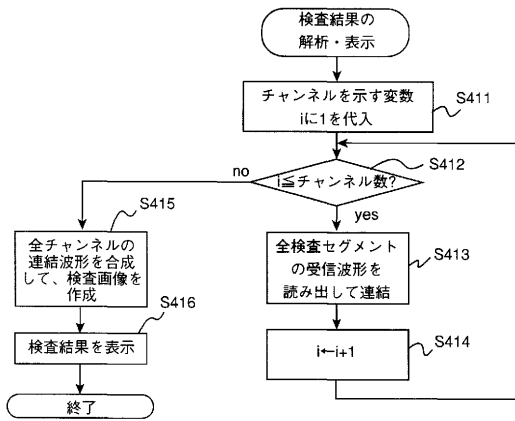 検査結果の
解析・表示
チャンネルを示す変数
iに1を代入
S411
i≦チャンネル数?
S412
no
yes
S415
全チャンネルの
連結波形を合成
して、検査画像を
作成
全検査セグメント
の受信波形を
読み出して連結
S413
S416
検査結果を表示
i←i+1
S414
終了